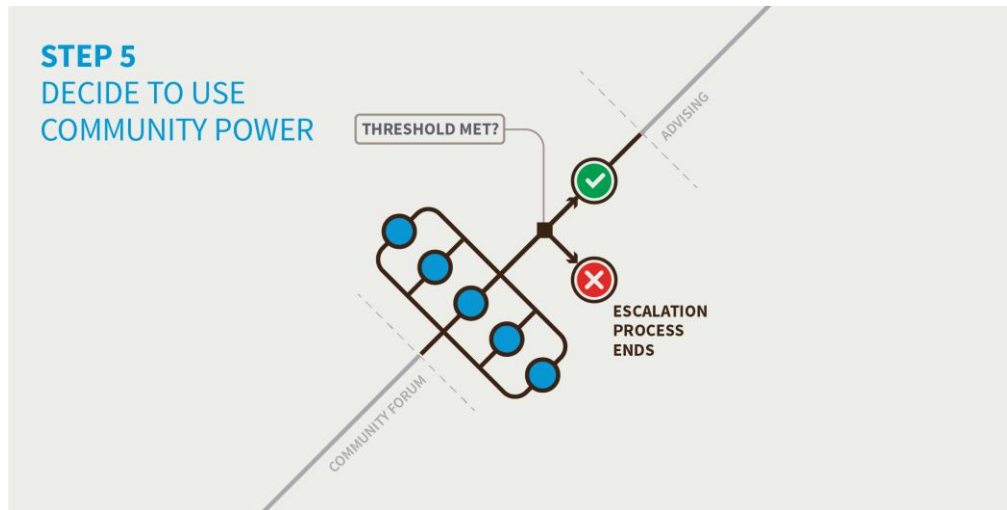 STEP 5
DECIDE TO USE
COMMUNITY POWER
THRESHOLD MET?
ADVISING
ESCALATION
PROCESS
ENDS
COMMUNITY FORUM